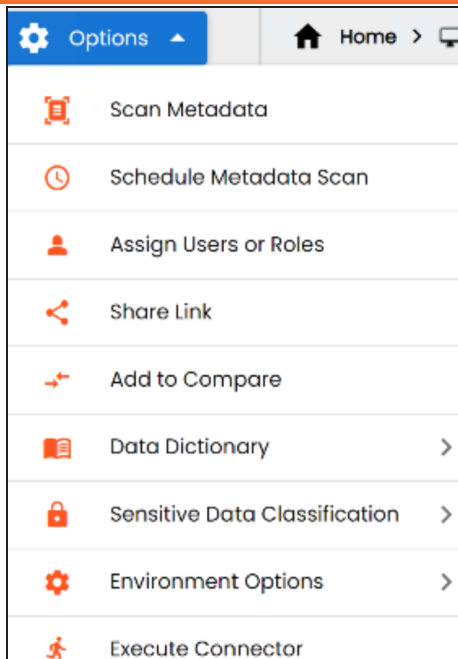 Options
Home >
Scan Metadata
Schedule Metadata Scan
Assign Users or Roles
Share Link
Add to Compare
Data Dictionary
Sensitive Data Classification
Environment Options
Execute Connector